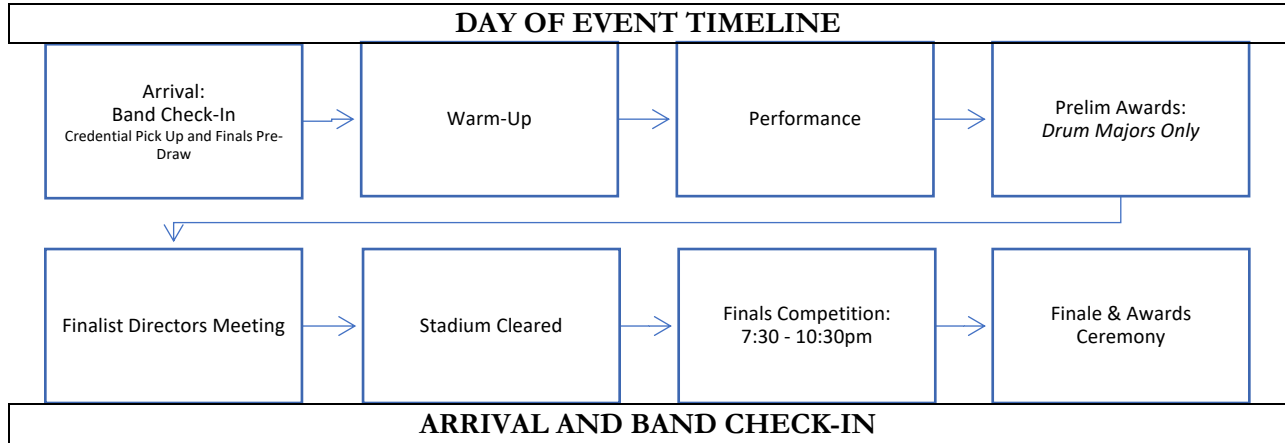 DAY OF EVENT TIMELINE
Arrival:
Band Check-In
Credential Pick Up and Finals Pre-
Draw
Warm-Up
Performance
Prelim Awards:
Drum Majors Only
Finalist Directors Meeting
Stadium Cleared
Finals Competition:
7:30 - 10:30pm
Finale & Awards
Ceremony
ARRIVAL AND BAND CHECK-IN